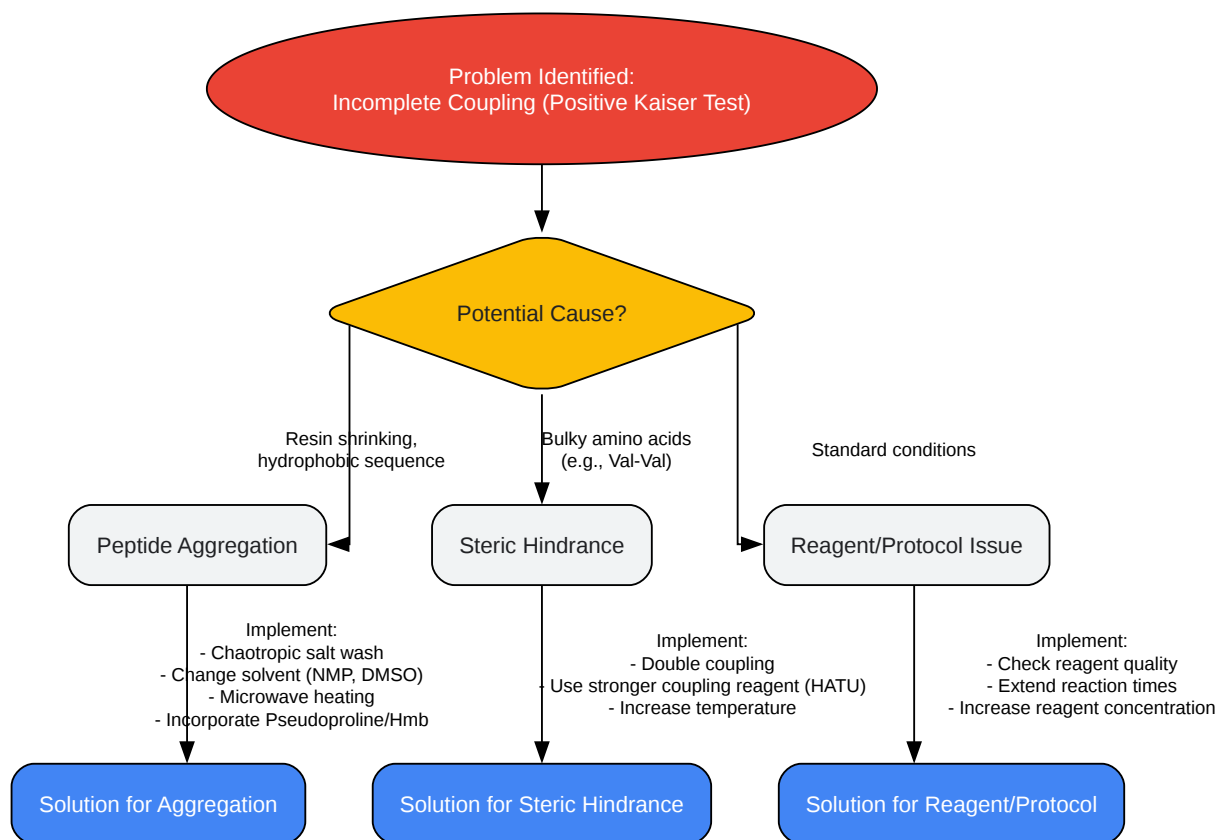 Problem Identified:
Incomplete Coupling (Positive Kaiser Test)
Potential Cause?
Resin shrinking,
hydrophobic sequence
Bulky amino acids
(e.g., Val-Val)
Standard conditions
Peptide Aggregation
Steric Hindrance
Reagent/Protocol Issue
Implement:
- Chaotropic salt wash
- Change solvent (NMP, DMSO)
- Microwave heating
- Incorporate Pseudoproline/Hmb
Implement:
- Double coupling
- Use stronger coupling reagent (HATU)
- Increase temperature
Implement:
- Check reagent quality
- Extend reaction times
- Increase reagent concentration
Solution for Aggregation
Solution for Steric Hindrance
Solution for Reagent/Protocol